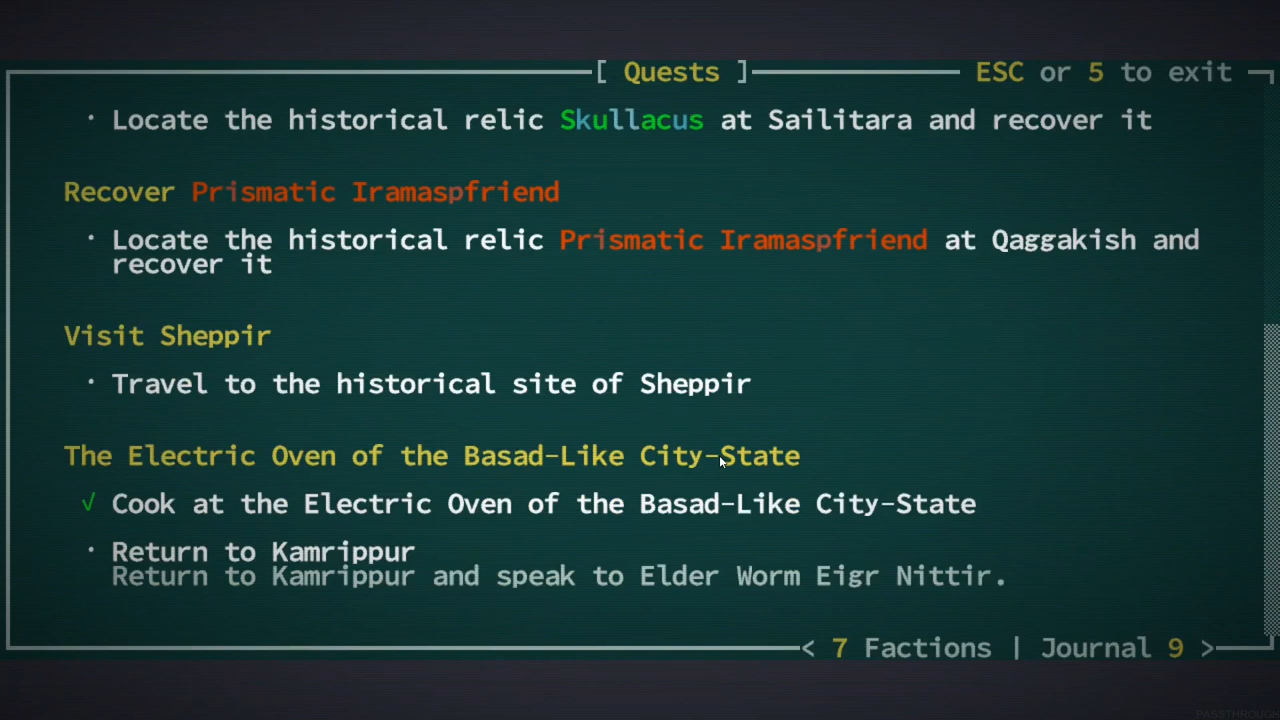 [ Quests ] ESC or 5 to exit
· Locate the historical relic Skullacus at Sailitara and recover it
Recover Prismatic Iramaspfriend
· Locate the historical relic Prismatic Iramaspfriend at Qaggakish and
recover it
Visit Sheppir
· Travel to the historical site of Sheppir
The Electric Oven of the Basad-Like City-State
√ Cook at the Electric Oven of the Basad-Like City-State
· Return to Kamrippur
Return to Kamrippur and speak to Elder Worm Eigr Nittir.
< 7 Factions | Journal 9 >